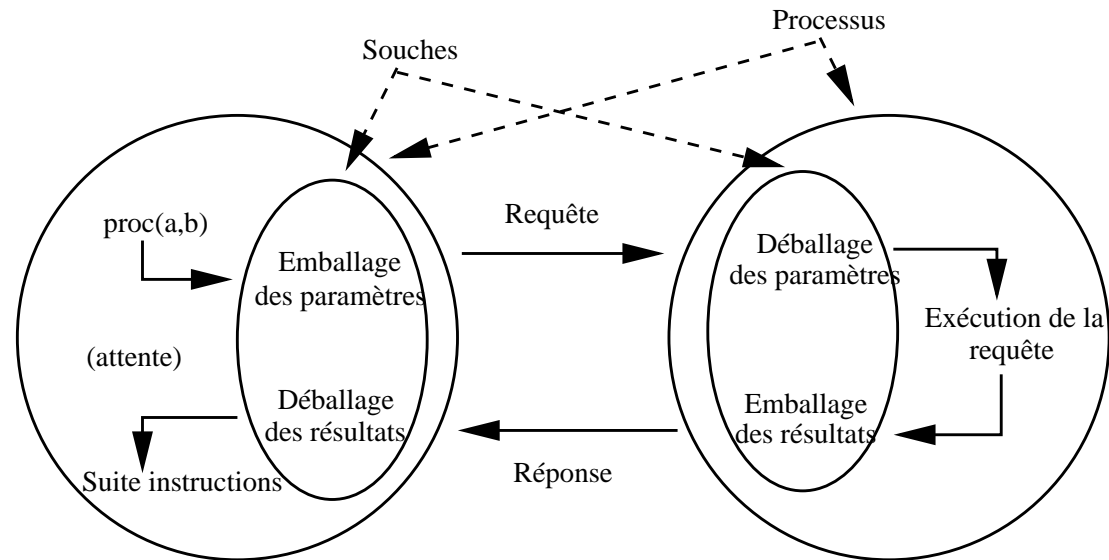 Processus
Souches
proc(a,b)
Emballage
des paramètres
(attente)
Déballage
des résultats
Suite instructions
Requête
Réponse
Déballage
des paramètres
Exécution de la
requête
Emballage
des résultats